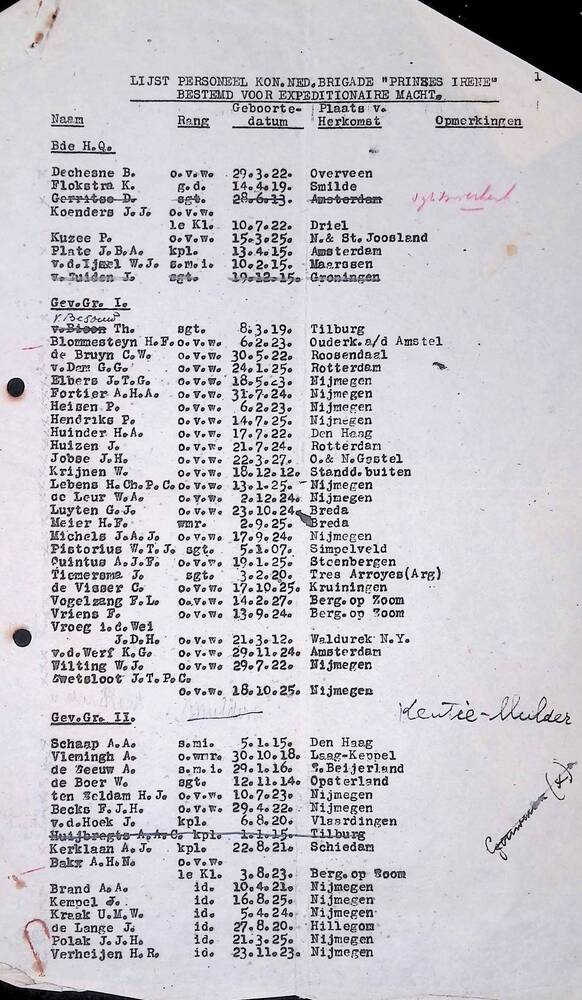 1
LIJST PERSONEEL KON.NED.BRIGADE "PRINSES IRENE"
BESTEMD VOOR EXPEDITIONAIRE MACHT.
Naam Rang Geboorte-datum Plaats v. Herkomst Opmerkingen
Bde H.Q.
Dechesne B. o.v.w. 29.3.22. Overveen
Flokstra K. g.d. 14.4.19. Smilde
Gerritse D. sgt. 28.6.13. Amsterdam
Koenders J.J. o.v.w.
1e Kl. 10.7.22. Driel
Kuzee P. o.v.w. 15.3.25. N.& St.Joosland
Plate J.B.A. kpl. 13.4.15. Amsterdam
v.d.Ijzel W.J. s.m.i. 10.2.15. Maarssen
v.Zuiden J. sgt. 19.12.15. Groningen
Gev.Gr. I.
v. Besouw
Th. sgt. 8.3.19. Tilburg
Blommesteyn H.F. o.v.w. 6.2.23. Ouderk.a/d Amstel
de Bruyn C.W. o.v.w. 30.5.22. Roosendaal
v.Dam G.G. o.v.w. 24.1.25. Rotterdam
Elbers J.T.G. o.v.w. 18.5.23. Nijmegen
Fortier A.H.A. o.v.w. 31.7.24. Nijmegen
Heisen P. o.v.w. 6.2.23. Nijmegen
Hendriks P. o.v.w. 14.7.25. Nijmegen
Huinder H.A. o.v.w. 17.7.22. Den Haag
Huizen J. o.v.w. 21.7.24. Rotterdam
Jobse J.H. o.v.w. 22.3.27. O.& N.Gastel
Krijnen W. o.v.w. 18.12.12. Standd.buiten
Lebens H.Ch.P.C. o.v.w. 13.1.25. Nijmegen
de Leur W.A. o.v.w. 2.12.24. Nijmegen
Luyten G.J. o.v.w. 23.10.24. Breda
Meier H.F. wmr. 2.9.25. Breda
Michels J.A.J. o.v.w. 17.9.24. Nijmegen
Pistorius W.T.J. sgt. 5.1.07. Simpelveld
Quintus A.J.F. o.v.w. 19.1.25. Steenbergen
Tiemersma J. sgt. 3.2.20. Tres Arroyes(Arg)
de Visser C. o.v.w. 17.10.25. Kruiningen
Vogelzang F.L. o.v.w. 14.2.27. Berg.op Zoom
Vriens F. o.v.w. 13.9.24. Berg.op Zoom
Vroeg i.d.Wei
J.D.H. o.v.w. 21.3.12. Waldurek N.Y.
v.d.Werf K.G. o.v.w. 29.11.24. Amsterdam
Wilting W.J. o.v.w. 29.7.22. Nijmegen
Zwetsloot J.T.P.C.
o.v.w. 18.10.25. Nijmegen
Kentie-Mulder
Gev.Gr. II. Mulder
Schaap A.A. s.mi. 5.1.15. Den Haag
Vlemingh A. o.wmr. 30.10.18. Laag-Keppel
de Zeeuw A. s.m.i. 29.1.16. Z.Beijerland
de Boer W. sgt. 12.11.14. Opsterland
ten Seldam H.J. o.v.w. 10.7.23. Nijmegen
Becks F.J.H. o.v.w. 29.4.22. Nijmegen
v.d.Hoek J. kpl. 6.8.20. Vlaardingen
Huijbregts A.A.C. kpl. 1.1.15. Tilburg
Kerklaan A.J. kpl. 22.8.21. Schiedam
Bakx A.H.N. o.v.w.
1e Kl. 3.8.23. Berg.op Zoom
Brand A.A. id. 10.4.21. Nijmegen
Kempel J. id. 16.8.25. Nijmegen
Kraak U.M.W. id. 5.4.24. Nijmegen
de Lange J. id. 27.8.20. Hillegom
Polak J.J.H. id. 21.3.25. Nijmegen
Verheijen H.R. id. 23.11.23. Nijmegen